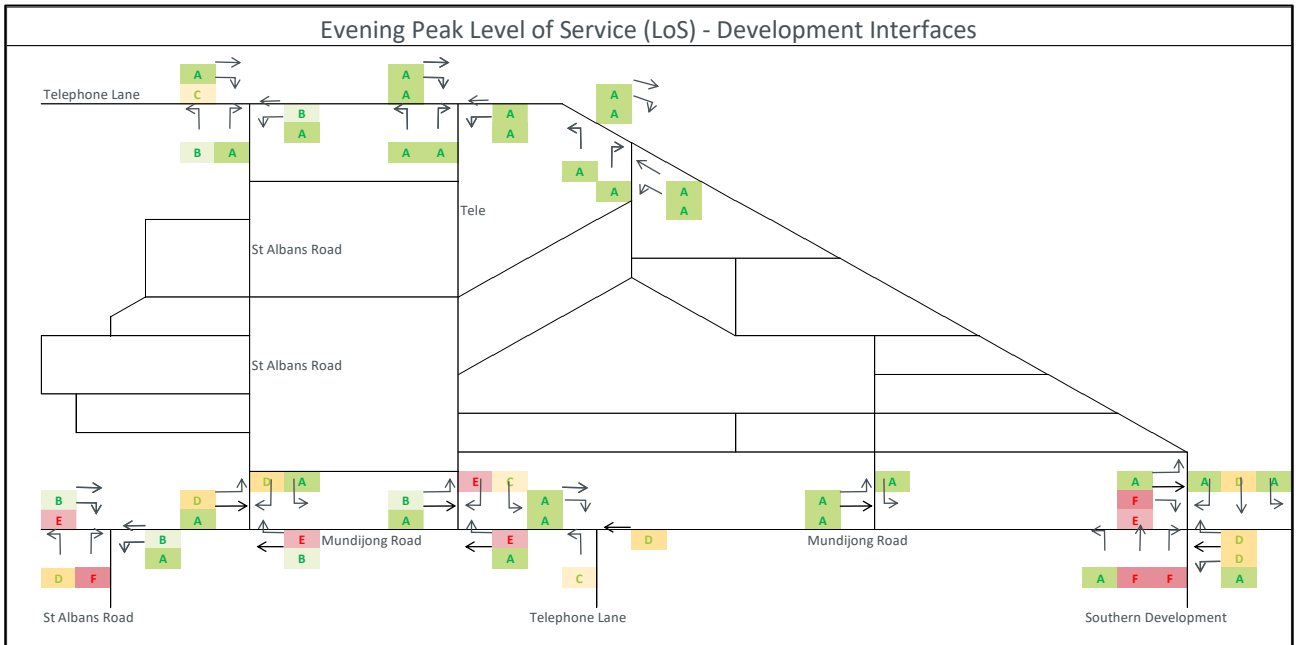 Evening Peak Level of Service (LoS) - Development Interfaces
A A
A
Telephone Lane C A A
B A
A A
B A A A A
A
A A
A
Tele
St Albans Road
St Albans Road
D A E C A A A D A
B D B A A F
E A A A A E
B E Mundijong Road E D Mundijong Road D
A B A D
D F C A F F A
St Albans Road Telephone Lane Southern Development